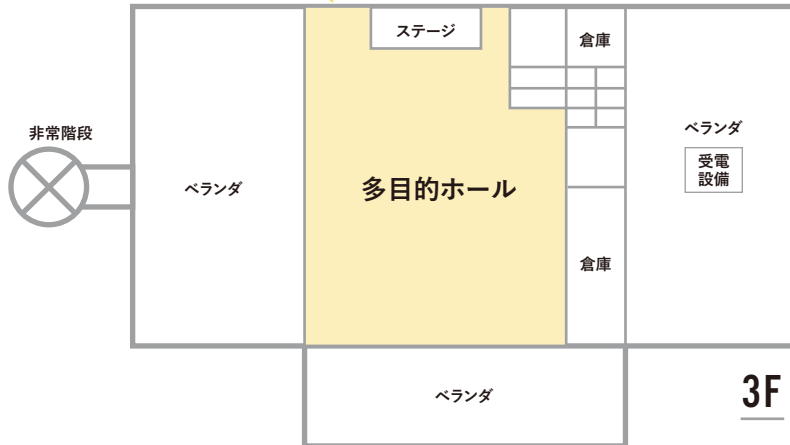 ステージ
倉庫
非常階段
ベランダ
多目的ホール
ベランダ
受電
設備
倉庫
ベランダ
3F